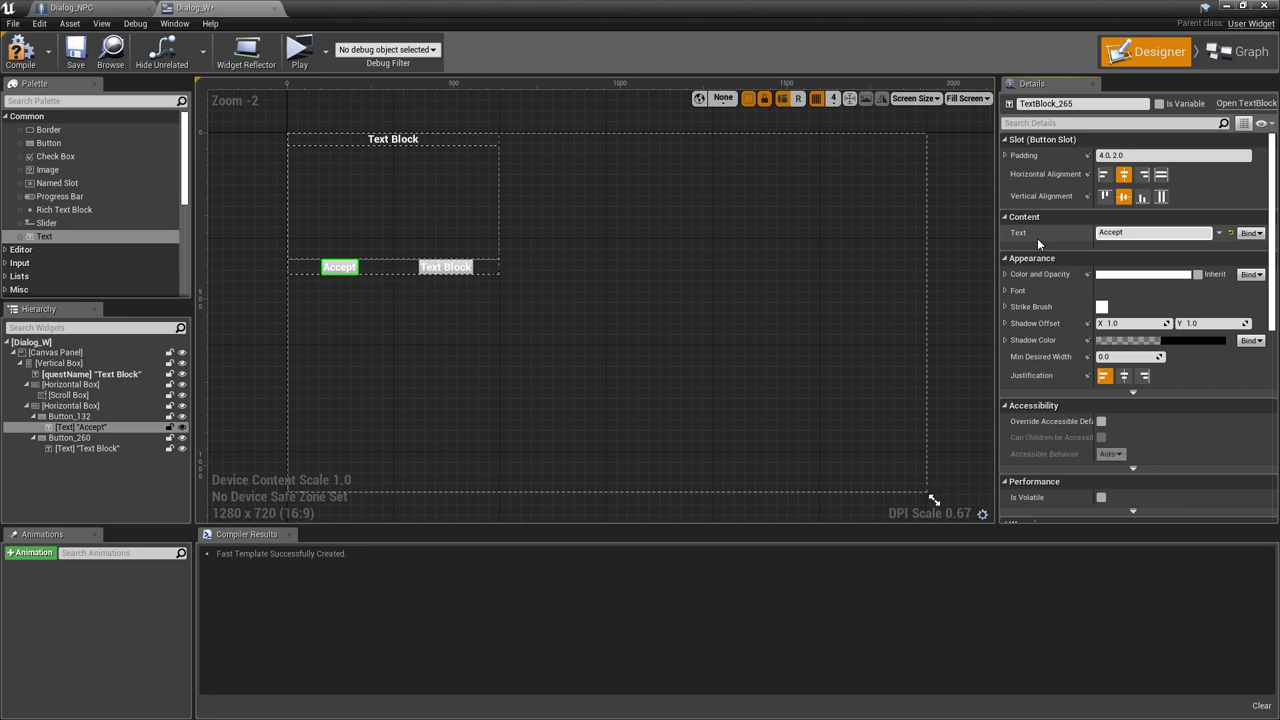 Dialog_NPC
Dialog_W*
File Edit Asset View Debug Window Help
Parent class: User Widget
Compile Save Browse Hide Unrelated Widget Reflector Play
No debug object selected
Debug Filter
Designer
Graph
Palette
Search Palette
Common
Border
Button
Check Box
Image
Named Slot
Progress Bar
Rich Text Block
Slider
Text
Editor
Input
Lists
Misc
Hierarchy
Search Widgets
[Dialog_W]
[Canvas Panel]
[Vertical Box]
[questName] "Text Block"
[Horizontal Box]
[Scroll Box]
[Horizontal Box]
Button_132
[Text] "Accept"
Button_260
[Text] "Text Block"
Animations
+Animation
Search Animations
0 500 1000 1500 2000
Zoom -2
None
R
4
Screen Size
Fill Screen
0
500
1000
Text Block
Accept
Text Block
Device Content Scale 1.0
No Device Safe Zone Set
1280 x 720 (16:9)
DPI Scale 0.67
Compiler Results
Fast Template Successfully Created.
Clear
Details
TextBlock_265
Is Variable
Open TextBlock
Search Details
Slot (Button Slot)
Padding 4.0, 2.0
Horizontal Alignment
Vertical Alignment
Content
Text Accept Bind
Appearance
Color and Opacity Inherit Bind
Font
Strike Brush
Shadow Offset X 1.0 Y 1.0
Shadow Color Bind
Min Desired Width 0.0
Justification
Accessibility
Override Accessible Defa
Can Children be Accessib
Accessible Behavior Auto
Performance
Is Volatile